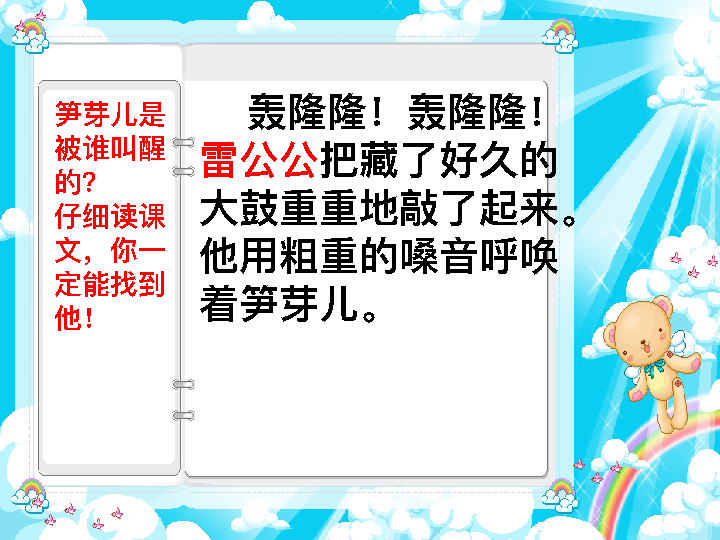 笋芽儿是
被谁叫醒
的?
仔细读课
文，你一
定能找到
他！
轰隆隆！轰隆隆！
雷公公把藏了好久的
大鼓重重地敲了起来。
他用粗重的嗓音呼唤
着笋芽儿。